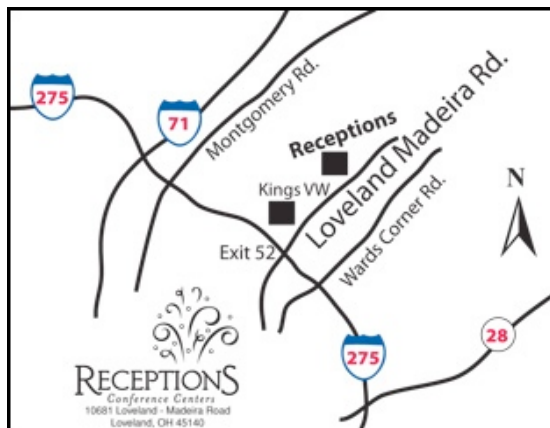 275
71
Montgomery Rd.
Receptions
Loveland Madeira Rd.
Kings VW
Wards Corner Rd.
N
Exit 52
28
275
RECEPTIONS
Conference Centers
10681 Loveland - Madeira Road
Loveland, OH 45140